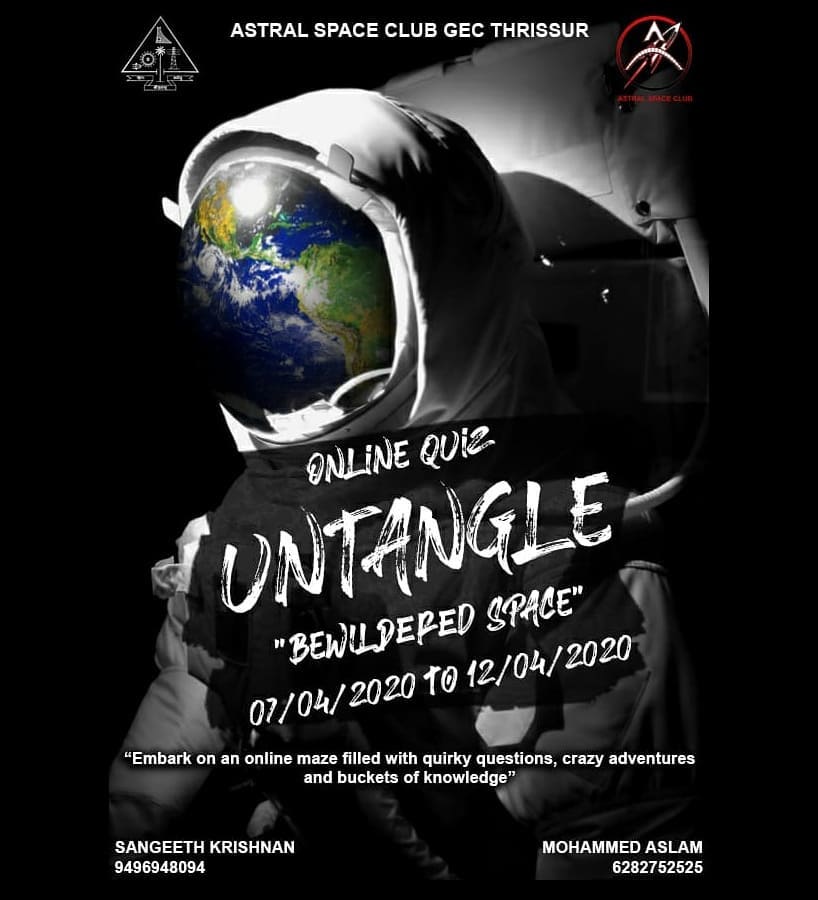 ASTRAL SPACE CLUB GEC THRISSUR
ASTRAL SPACE CLUB
ONLINE QUIZ
UNTANGLE
"BEWILDERED SPACE"
07/04/2020 TO 12/04/2020
“Embark on an online maze filled with quirky questions, crazy adventures
and buckets of knowledge”
SANGEETH KRISHNAN
9496948094
MOHAMMED ASLAM
6282752525